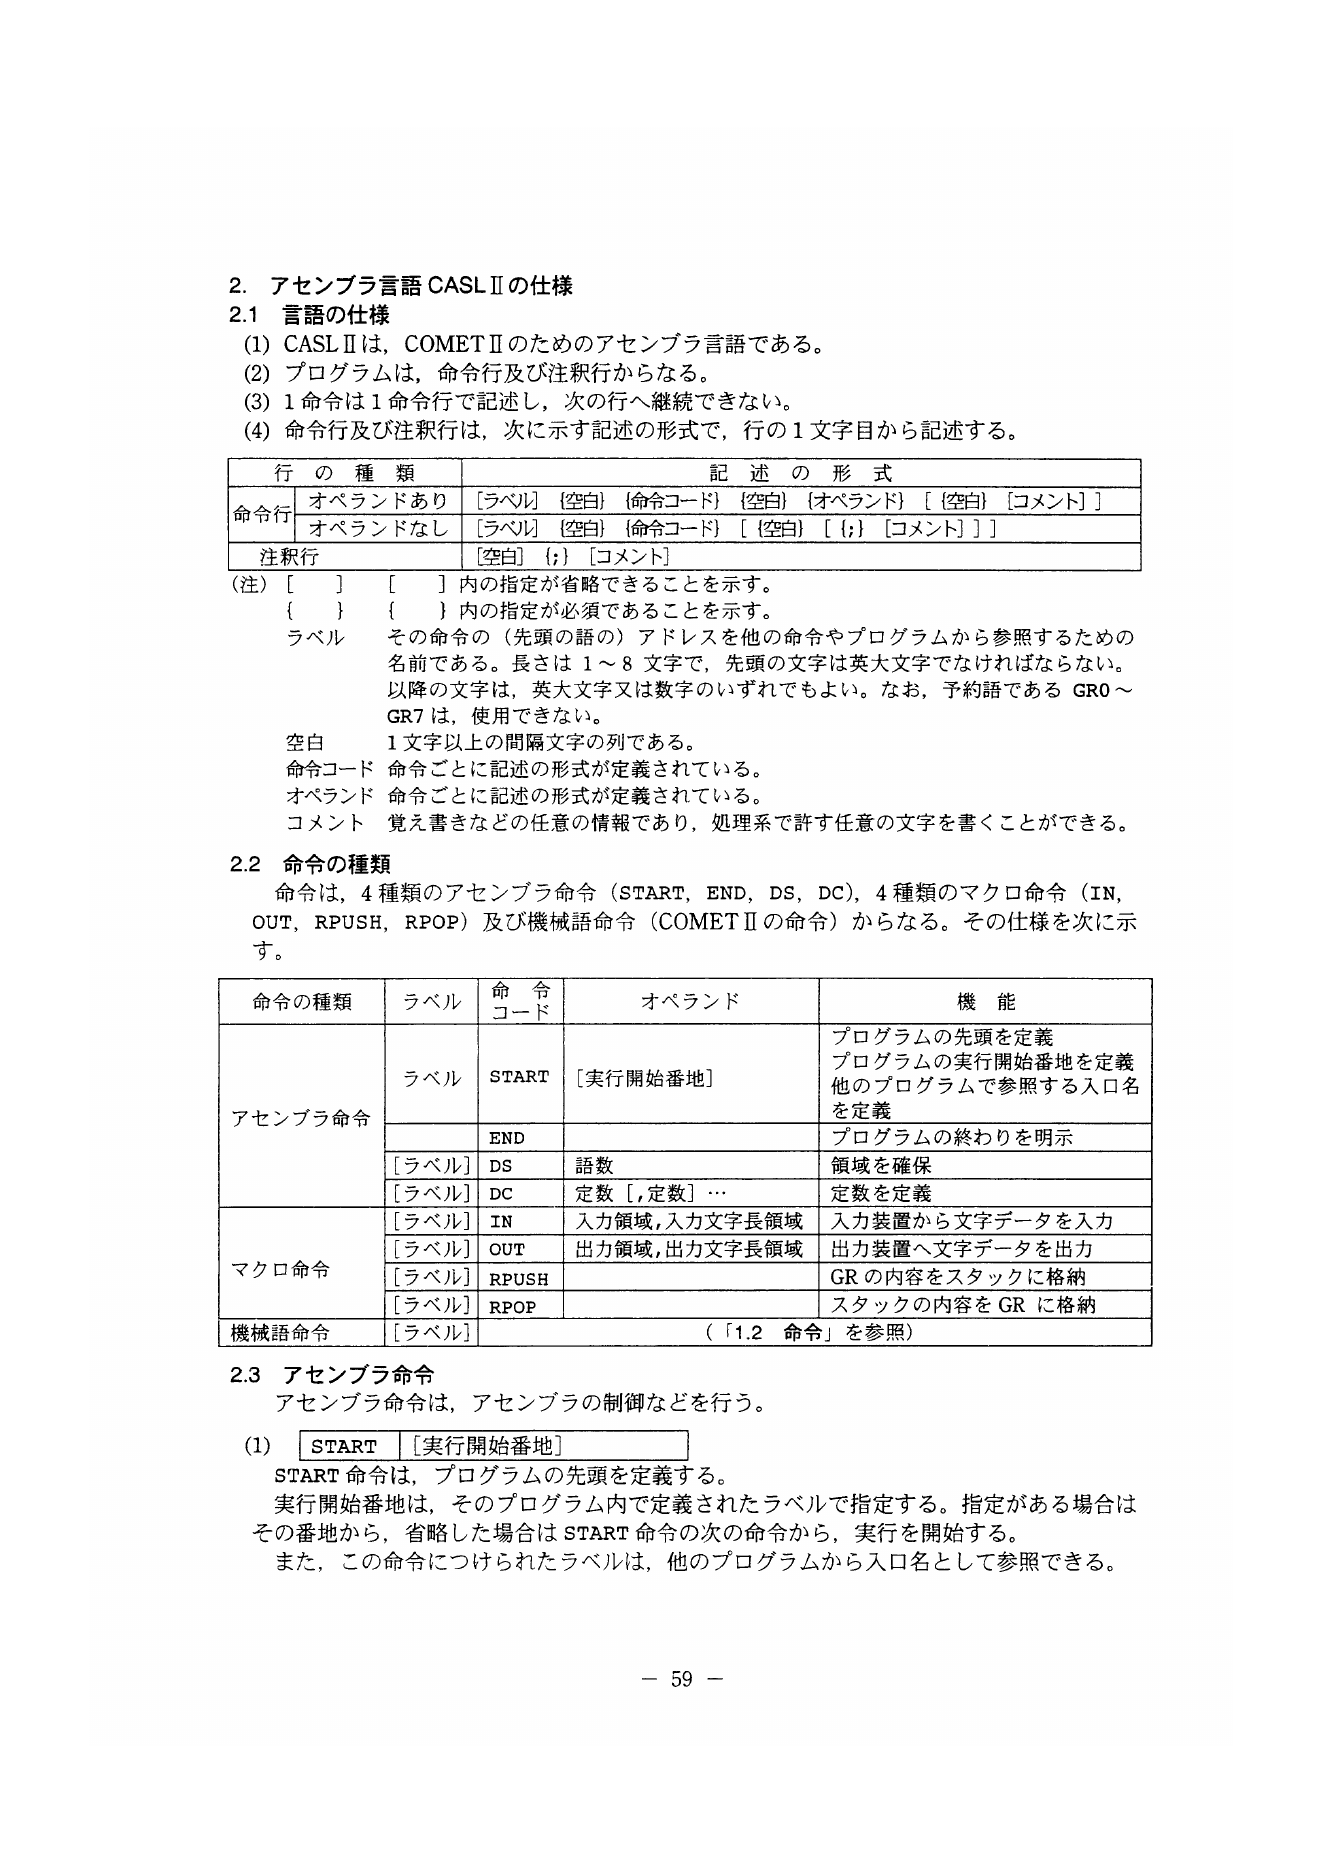 2. アセンブラ言語 CASLⅡの仕様
2.1 言語の仕様
(1) CASLⅡは，COMETⅡのためのアセンブラ言語である。
(2) プログラムは，命令行及び注釈行からなる。
(3) 1命令は1命令行で記述し，次の行へ継続できない。
(4) 命令行及び注釈行は，次に示す記述の形式で，行の1文字目から記述する。
行の種類 記述の形式
命令行 オペランドあり [ラベル] {空白} {命令コード} {空白} {オペランド} [ {空白} [コメント] ]
オペランドなし [ラベル] {空白} {命令コード} [ {空白} [ {;} [コメント] ] ]
注釈行 [空白] {;} [コメント]
(注) [ ] [ ] 内の指定が省略できることを示す。
{ } { } 内の指定が必須であることを示す。
ラベル その命令の（先頭の語の）アドレスを他の命令やプログラムから参照するための
名前である。長さは 1～8 文字で，先頭の文字は英大文字でなければならない。
以降の文字は，英大文字又は数字のいずれでもよい。なお，予約語である GR0～
GR7 は，使用できない。
空白 1文字以上の間隔文字の列である。
命令コード 命令ごとに記述の形式が定義されている。
オペランド 命令ごとに記述の形式が定義されている。
コメント 覚え書きなどの任意の情報であり，処理系で許す任意の文字を書くことができる。
2.2 命令の種類
命令は，4種類のアセンブラ命令（START，END，DS，DC），4種類のマクロ命令（IN，
OUT，RPUSH，RPOP）及び機械語命令（COMETⅡの命令）からなる。その仕様を次に示
す。
命令の種類 ラベル 命令コード オペランド 機能
アセンブラ命令 ラベル START [実行開始番地] プログラムの先頭を定義
プログラムの実行開始番地を定義
他のプログラムで参照する入口名
を定義
END プログラムの終わりを明示
[ラベル] DS 語数 領域を確保
[ラベル] DC 定数 [,定数] … 定数を定義
マクロ命令 [ラベル] IN 入力領域,入力文字長領域 入力装置から文字データを入力
[ラベル] OUT 出力領域,出力文字長領域 出力装置へ文字データを出力
[ラベル] RPUSH GR の内容をスタックに格納
[ラベル] RPOP スタックの内容を GR に格納
機械語命令 [ラベル] (「1.2 命令」を参照)
2.3 アセンブラ命令
アセンブラ命令は，アセンブラの制御などを行う。
(1) START [実行開始番地]
START 命令は，プログラムの先頭を定義する。
実行開始番地は，そのプログラム内で定義されたラベルで指定する。指定がある場合は
その番地から，省略した場合は START 命令の次の命令から，実行を開始する。
また，この命令につけられたラベルは，他のプログラムから入口名として参照できる。
― 59 ―